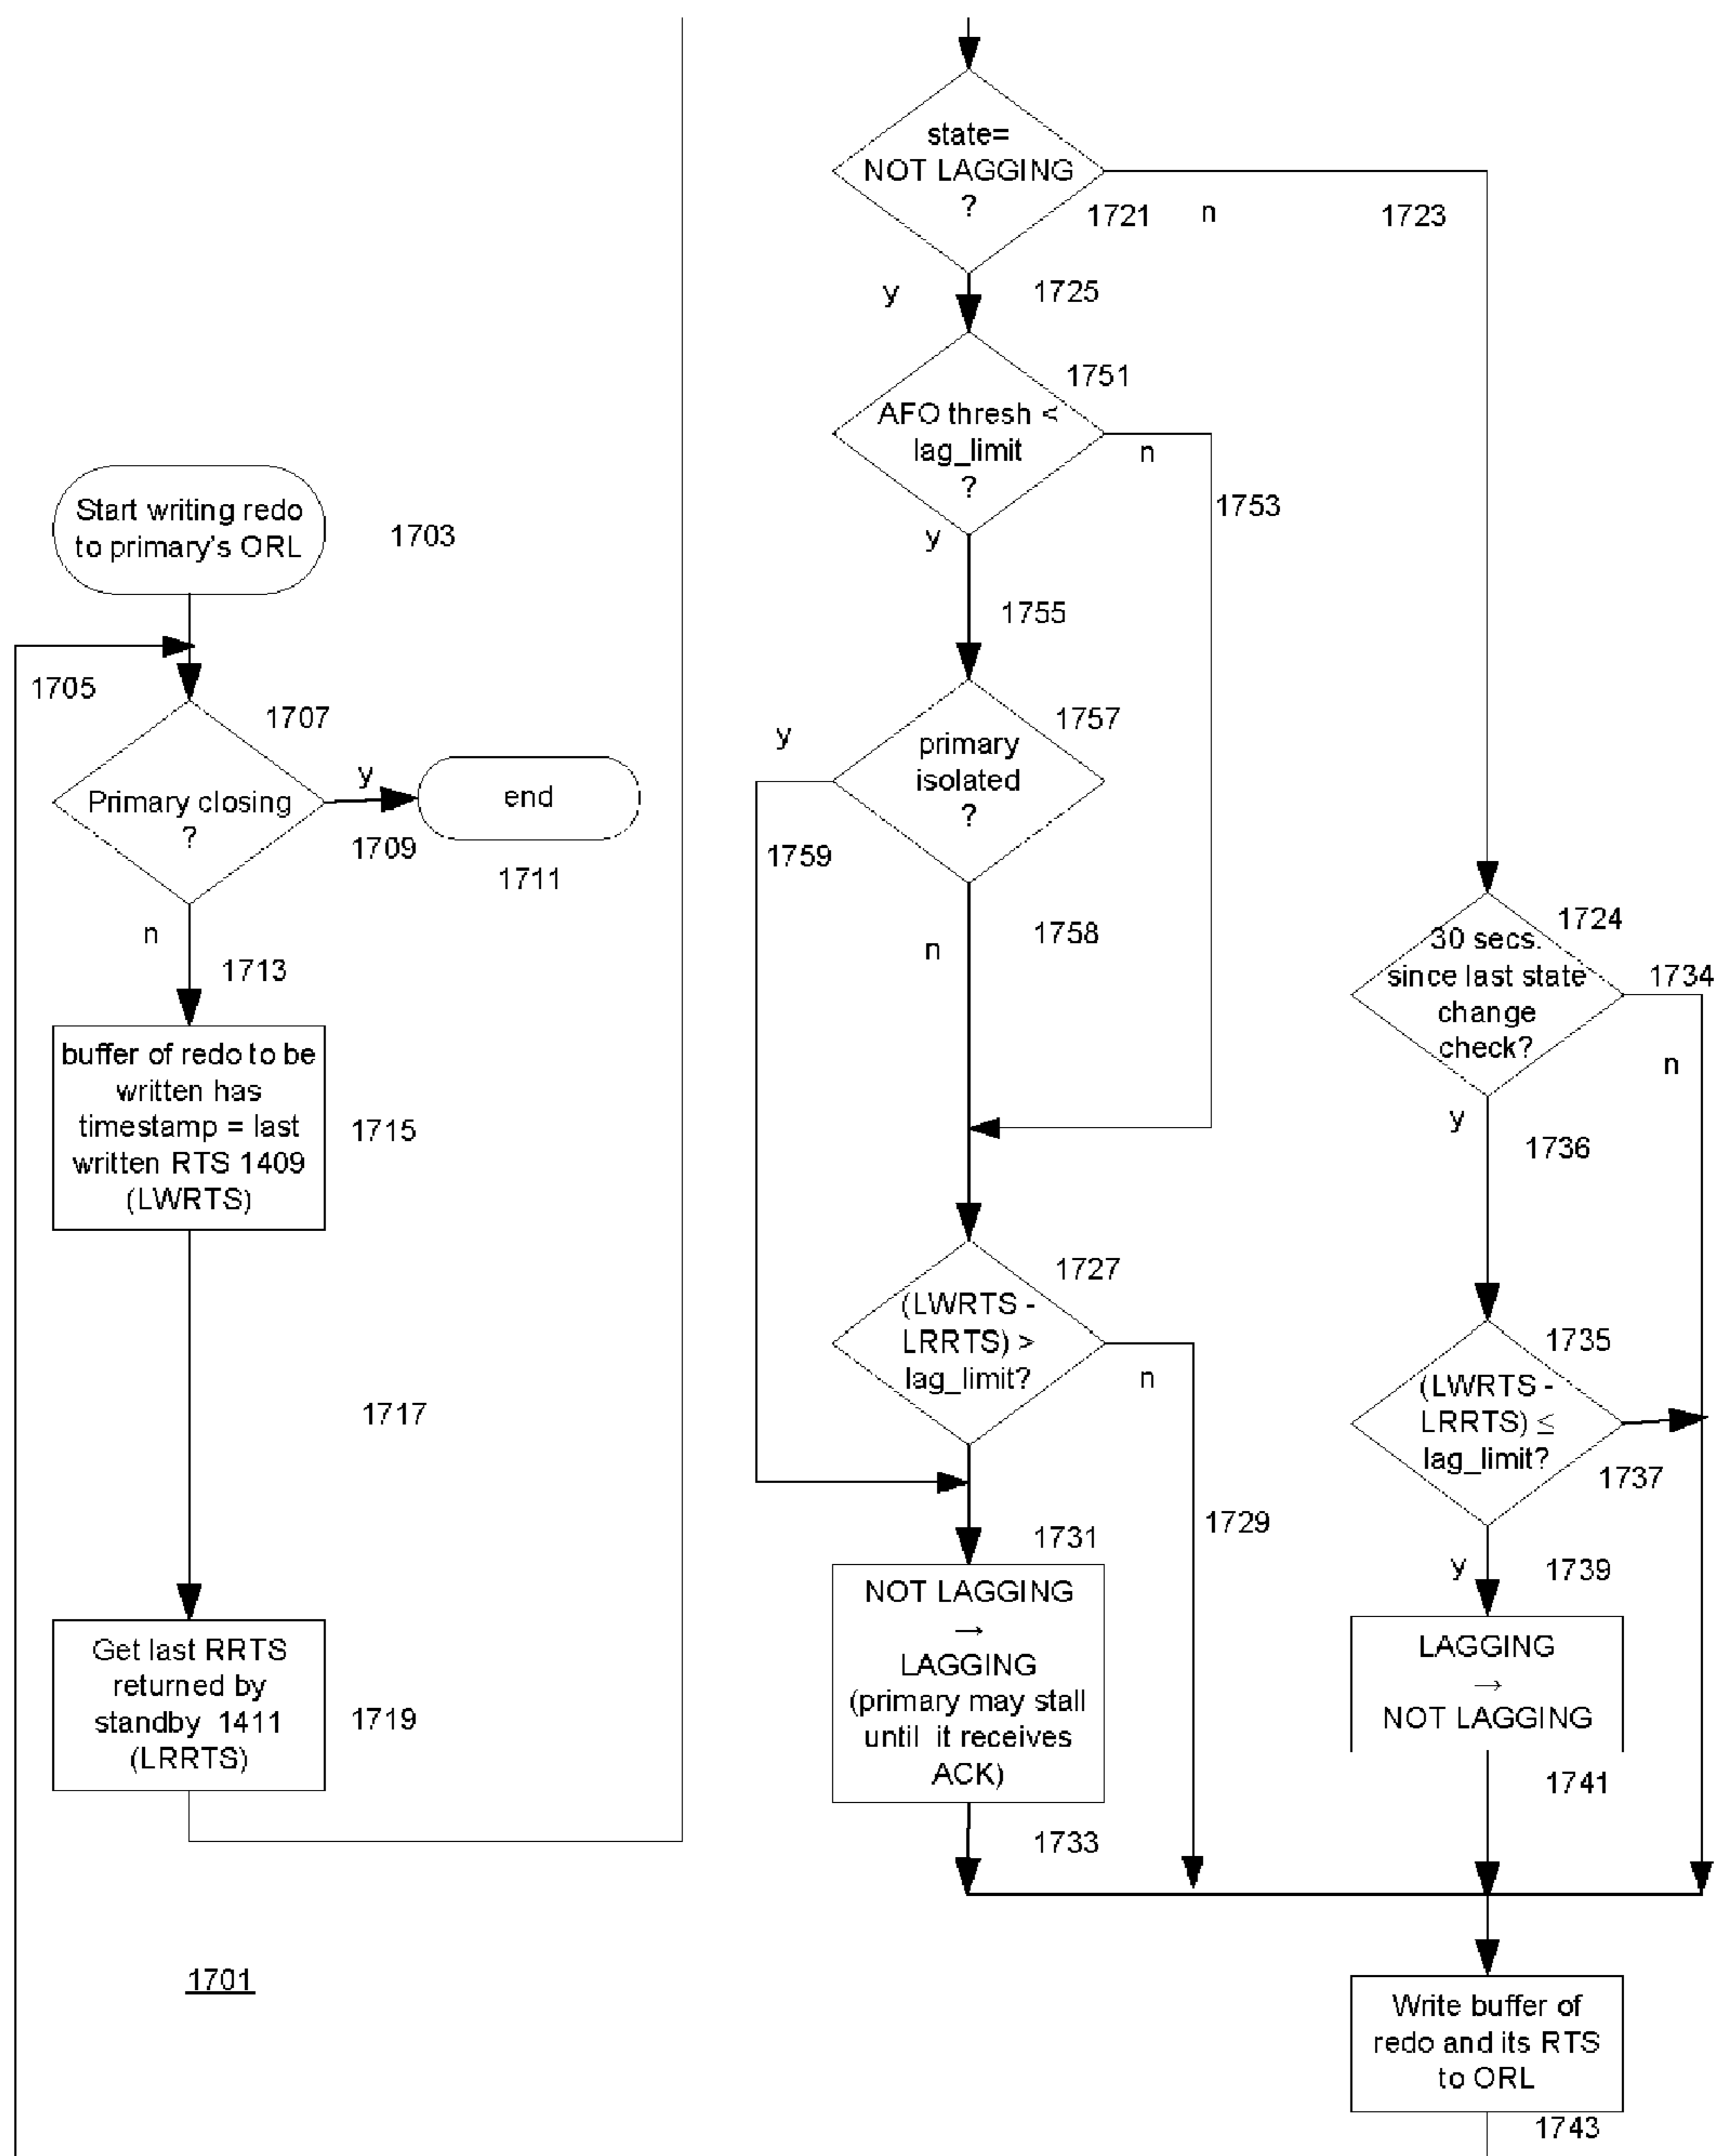 Start writing redo
to primary's ORL
1703
1705
1707
Primary closing
?
y
1709
end
1711
n
1713
buffer of redo to be
written has
timestamp = last
written RTS 1409
(LWRTS)
1715
1717
Get last RRTS
returned by
standby 1411
(LRRTS)
1719
1701
state=
NOT LAGGING
?
1721
n
1723
y
1725
AFO thresh <
lag_limit
?
1751
n
1753
y
1755
primary
isolated
?
1757
y
1759
n
1758
(LWRTS -
LRRTS) >
lag_limit?
1727
n
1729
1731
NOT LAGGING
→
LAGGING
(primary may stall
until it receives
ACK)
1733
30 secs.
since last state
change
check?
1724
1734
n
y
1736
(LWRTS -
LRRTS) ≤
lag_limit?
1735
1737
y
1739
LAGGING
→
NOT LAGGING
1741
Write buffer of
redo and its RTS
to ORL
1743